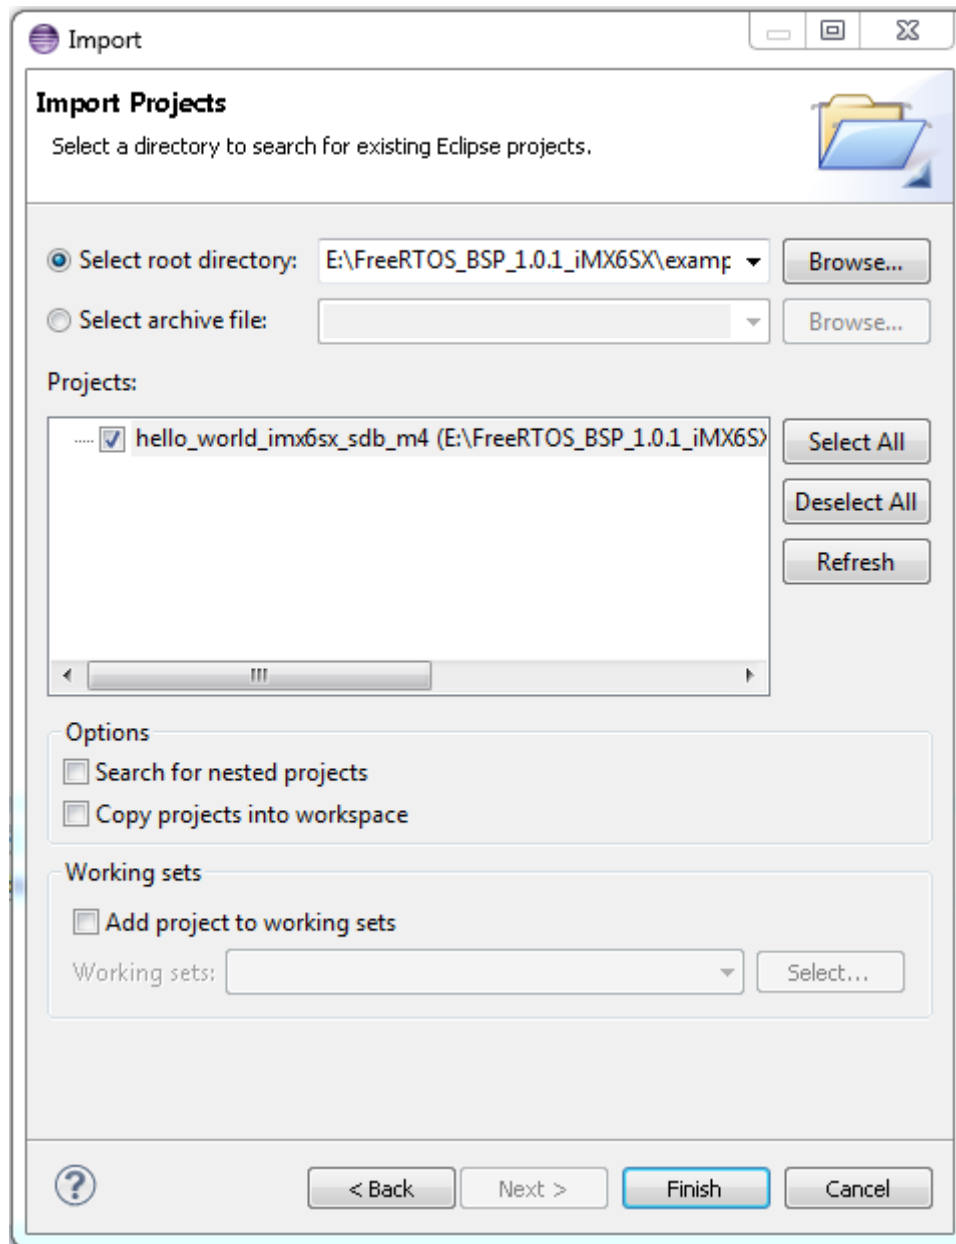 Import
Import Projects
Select a directory to search for existing Eclipse projects.
Select root directory: E:\FreeRTOS_BSP_1.0.1_iMX6SX\examp Browse...
Select archive file: Browse...
Projects:
hello_world_imx6sx_sdb_m4 (E:\FreeRTOS_BSP_1.0.1_iMX6SX Select All
Deselect All
Refresh
Options
Search for nested projects
Copy projects into workspace
Working sets
Add project to working sets
Working sets: Select...
? < Back Next > Finish Cancel